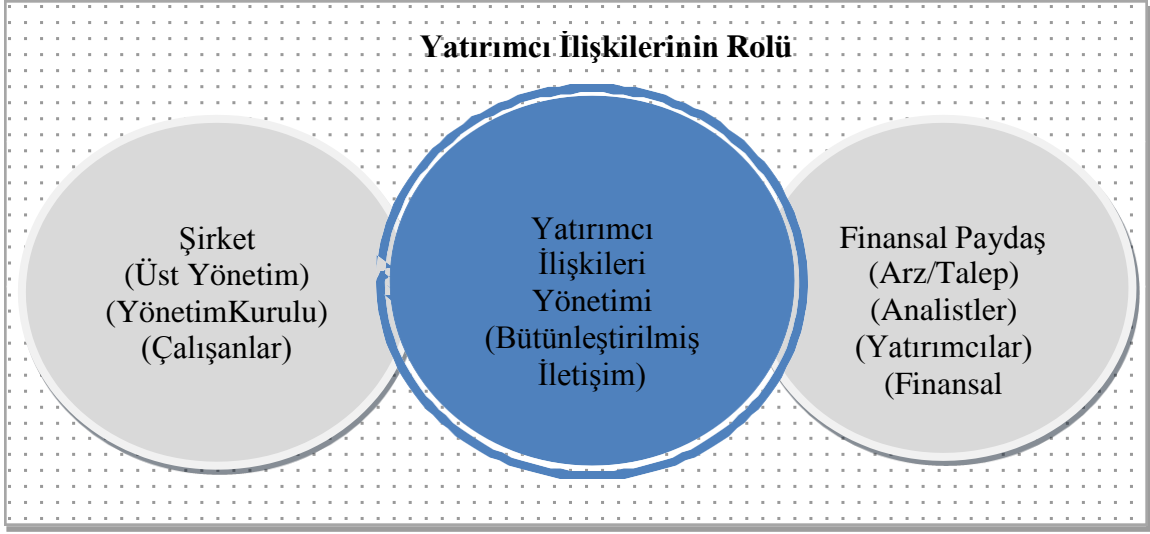 Yatırımcı İlişkilerinin Rolü
Şirket
(Üst Yönetim)
(YönetimKurulu)
(Çalışanlar)
Yatırımcı
İlişkileri
Yönetimi
(Bütünleştirilmiş
İletişim)
Finansal Paydaş
(Arz/Talep)
(Analistler)
(Yatırımcılar)
(Finansal